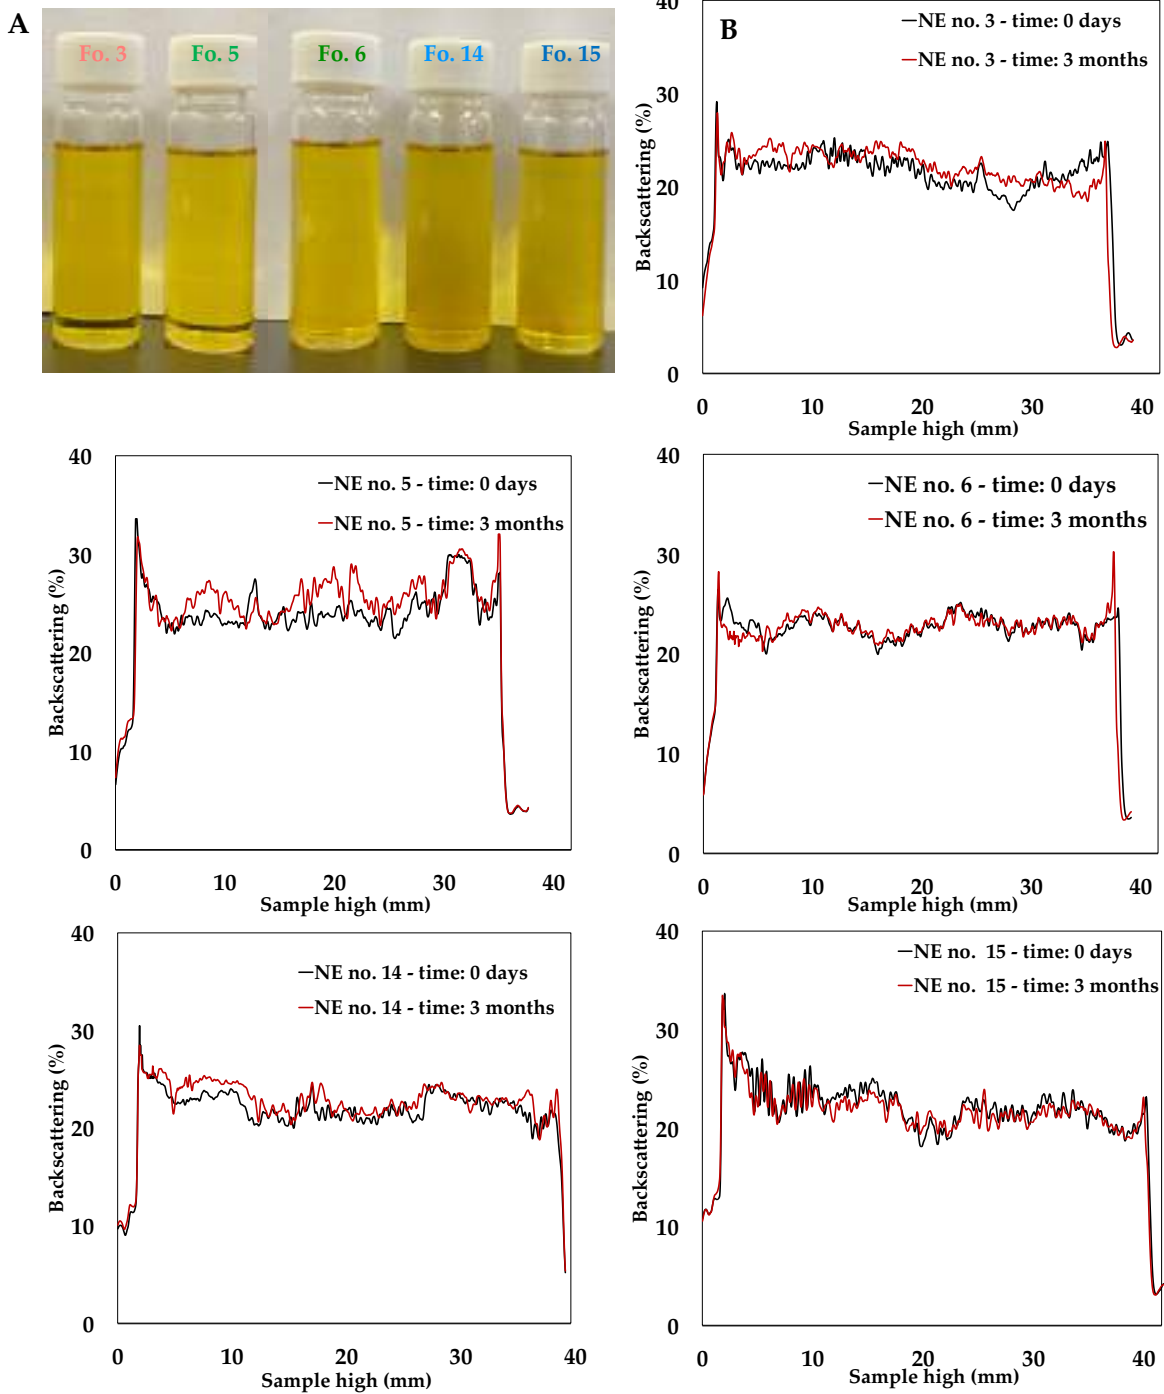 A
Fo. 3
Fo. 5
Fo. 6
Fo. 14
Fo. 15
B
40
30
20
10
0
Backscattering (%)
NE no. 3 - time: 0 days
NE no. 3 - time: 3 months
0
10
20
30
40
Sample high (mm)
40
30
20
10
0
Backscattering (%)
NE no. 5 - time: 0 days
NE no. 5 - time: 3 months
0
10
20
30
40
Sample high (mm)
40
30
20
10
0
Backscattering (%)
NE no. 6 - time: 0 days
NE no. 6 - time: 3 months
0
10
20
30
40
Sample high (mm)
40
30
20
10
0
Backscattering (%)
NE no. 14 - time: 0 days
NE no. 14 - time: 3 months
0
10
20
30
40
Sample high (mm)
40
30
20
10
0
Backscattering (%)
NE no. 15 - time: 0 days
NE no. 15 - time: 3 months
0
10
20
30
40
Sample high (mm)